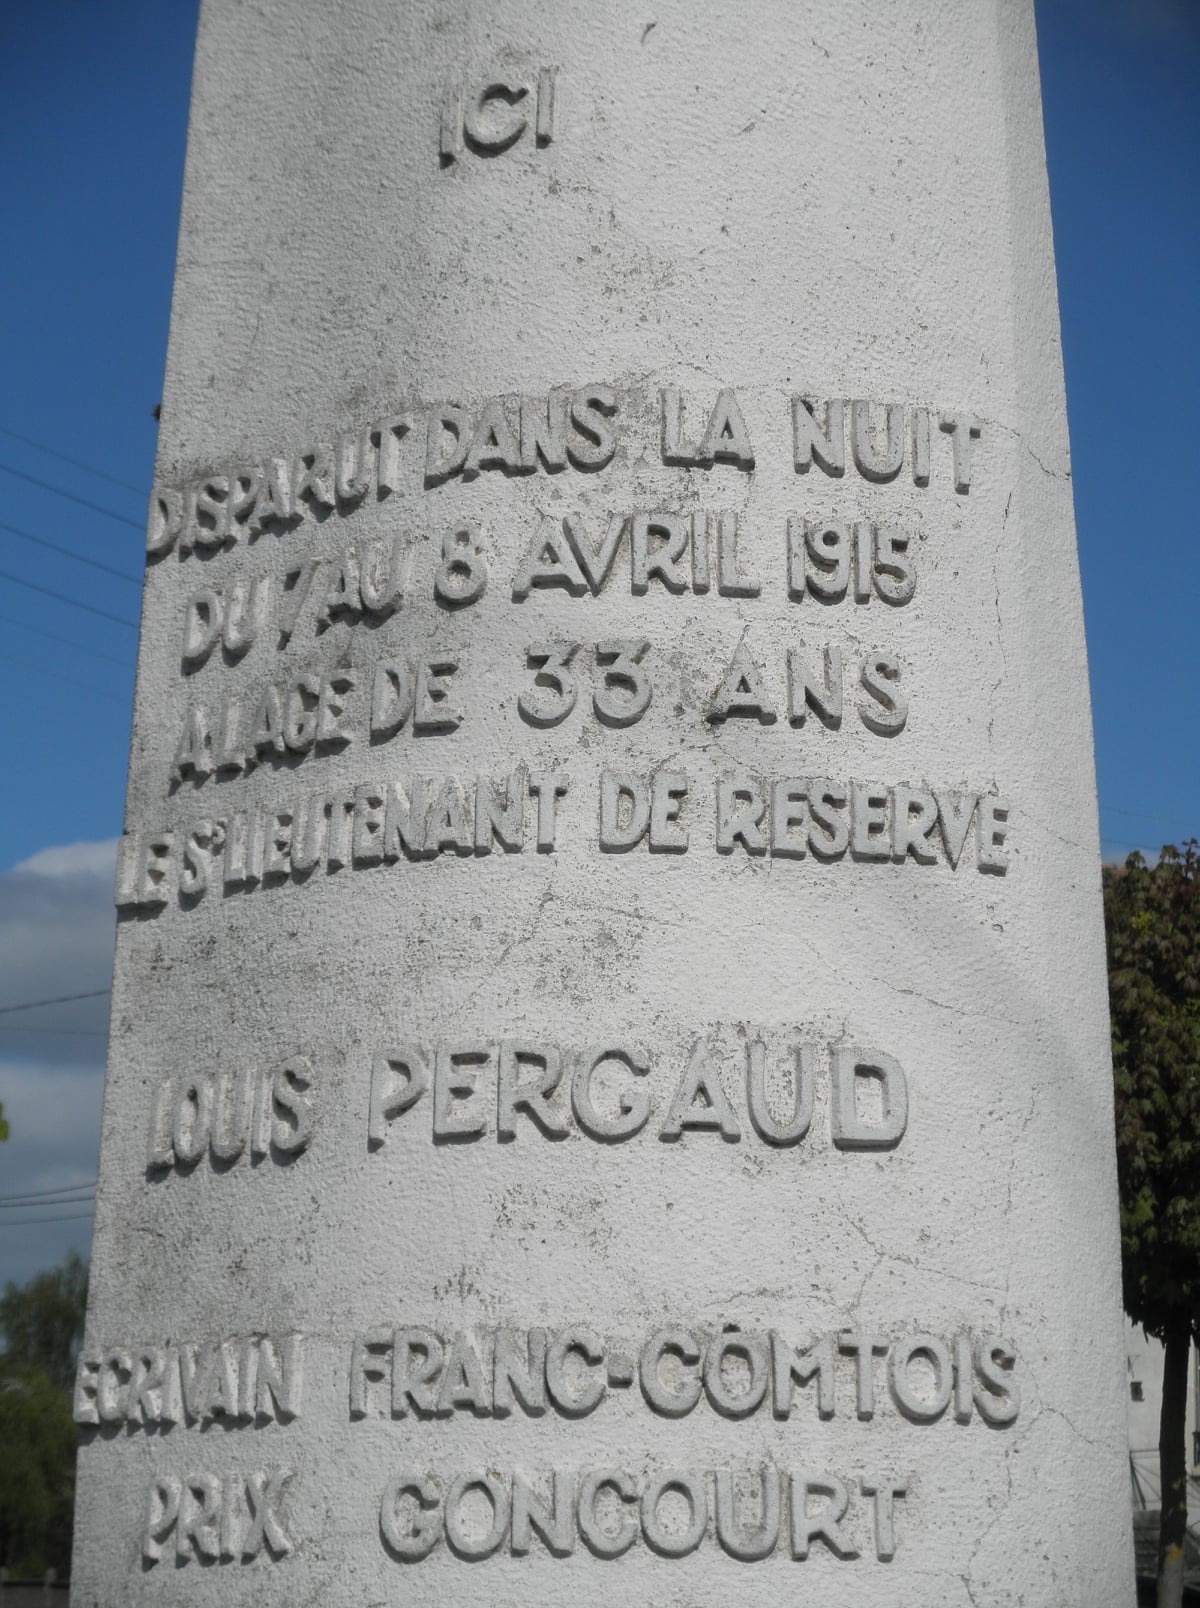 ICI
DISPARUT DANS LA NUIT
DU 7 AU 8 AVRIL 1915
A L AGE DE 33 ANS
LE S'LIEUTENANT DE RESERVE
LOUIS PERGAUD
ECRIVAIN FRANC-COMTOIS
PRIX GONCOURT